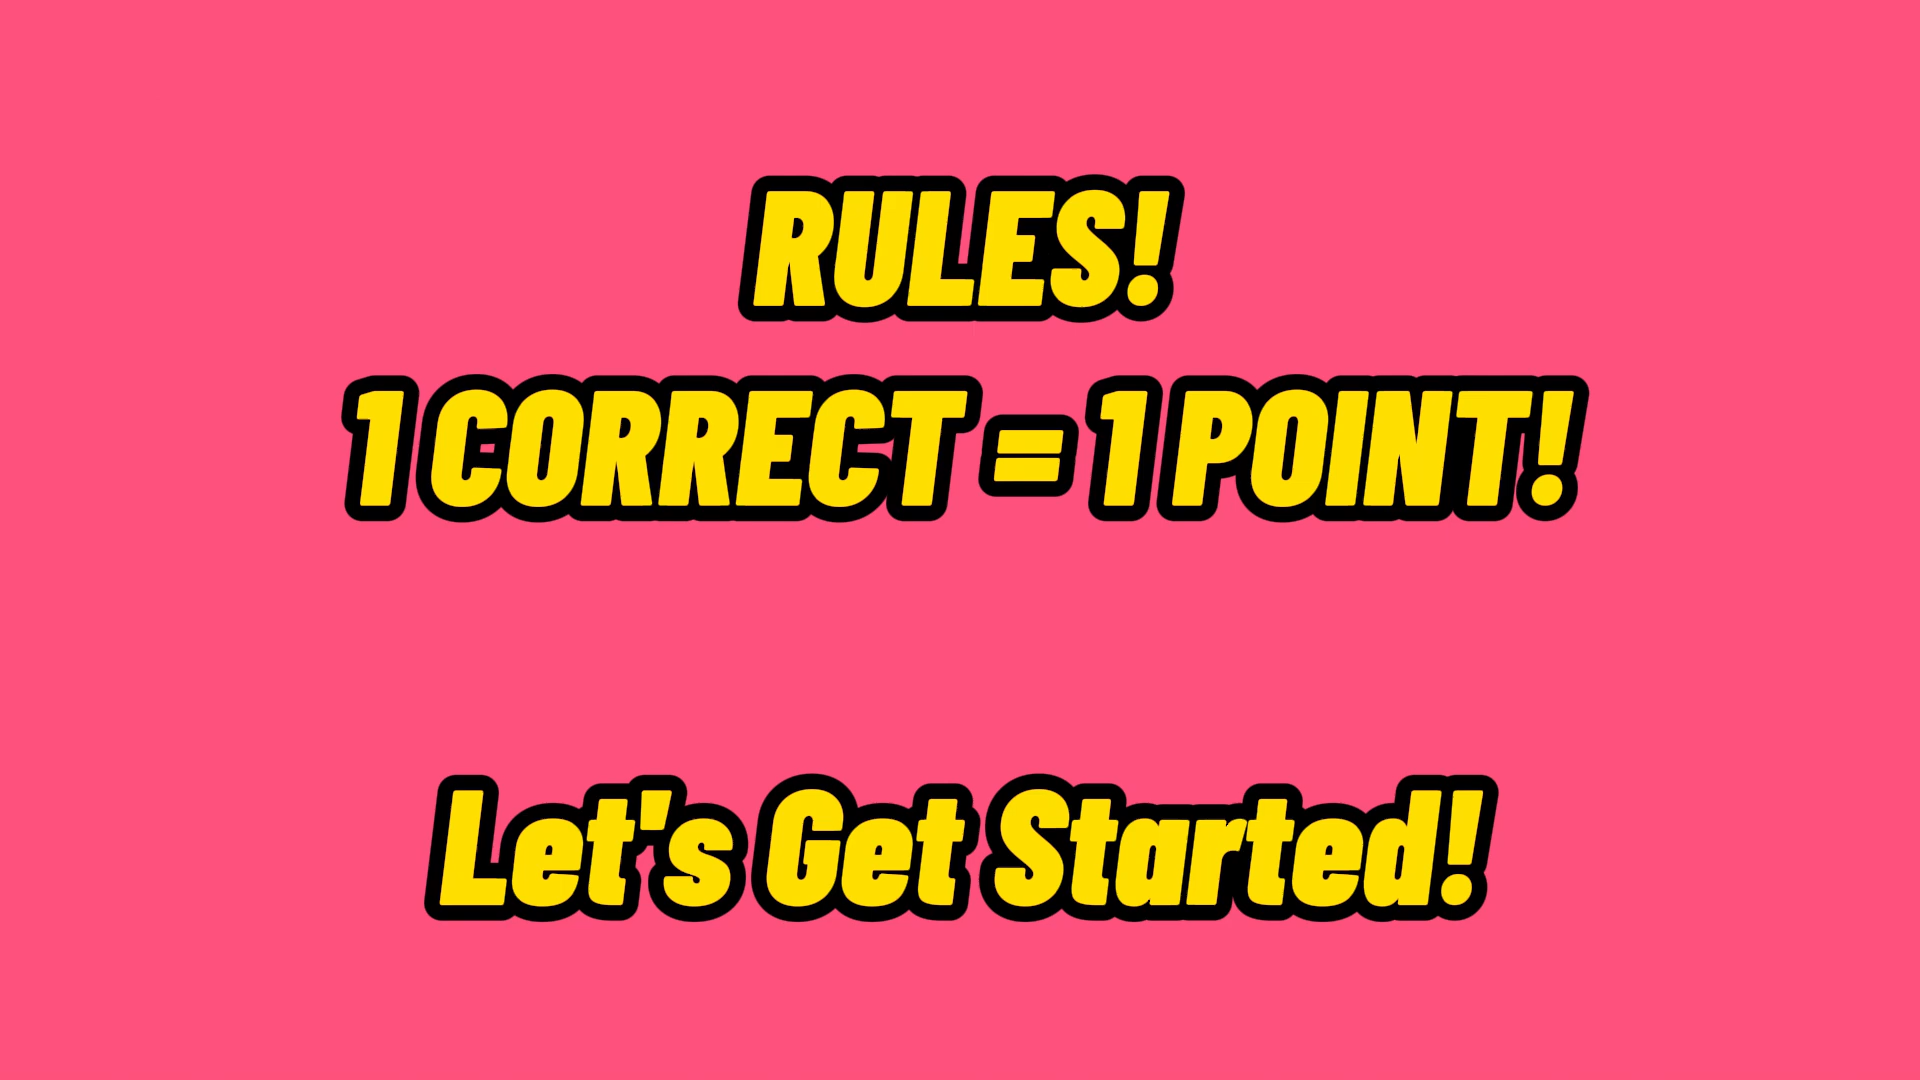 RULES!
1 CORRECT = 1 POINT!
Let's Get Started!